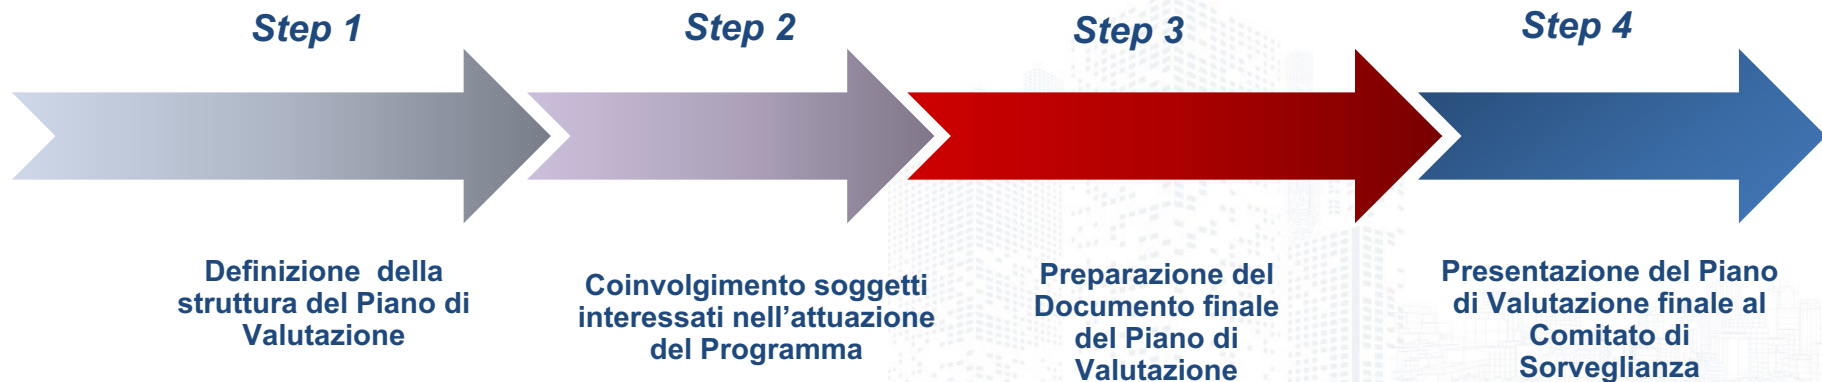 Step 1
Step 2
Step 3
Step 4
Definizione della
struttura del Piano di
Valutazione
Coinvolgimento soggetti
interessati nell’attuazione
del Programma
Preparazione del
Documento finale
del Piano di
Valutazione
Presentazione del Piano
di Valutazione finale al
Comitato di
Sorveglianza